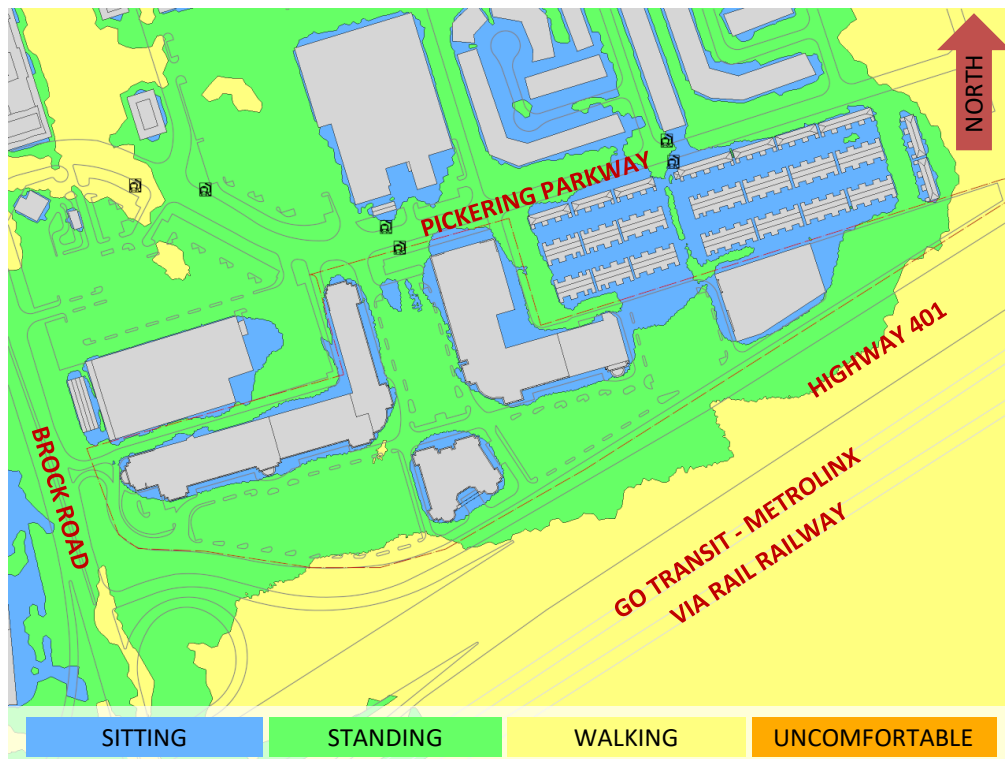 NORTH
PICKERING PARKWAY
HIGHWAY 401
BROCK ROAD
GO TRANSIT - METROLINX
VIA RAIL RAILWAY
SITTING
STANDING
WALKING
UNCOMFORTABLE